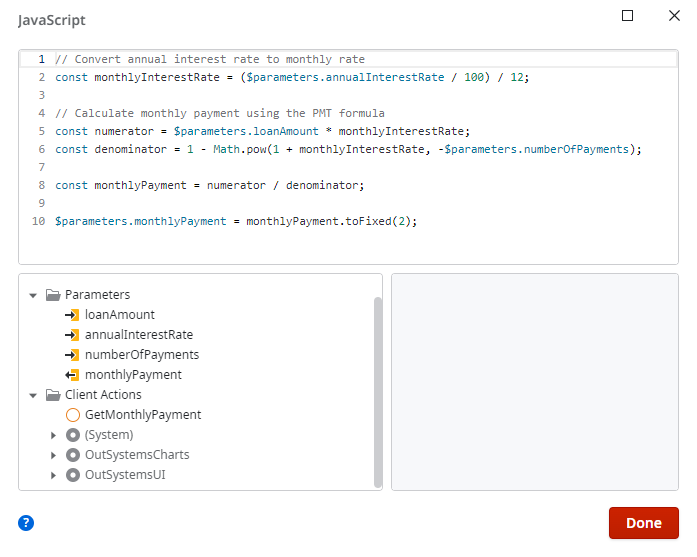 JavaScript
1 // Convert annual interest rate to monthly rate
2 const monthlyInterestRate = ($parameters.annualInterestRate / 100) / 12;
3
4 // Calculate monthly payment using the PMT formula
5 const numerator = $parameters.loanAmount * monthlyInterestRate;
6 const denominator = 1 - Math.pow(1 + monthlyInterestRate, -$parameters.numberOfPayments);
7
8 const monthlyPayment = numerator / denominator;
9
10 $parameters.monthlyPayment = monthlyPayment.toFixed(2);
Parameters
loanAmount
annualInterestRate
numberOfPayments
monthlyPayment
Client Actions
GetMonthlyPayment
(System)
OutSystemsCharts
OutSystemsUI
?
Done